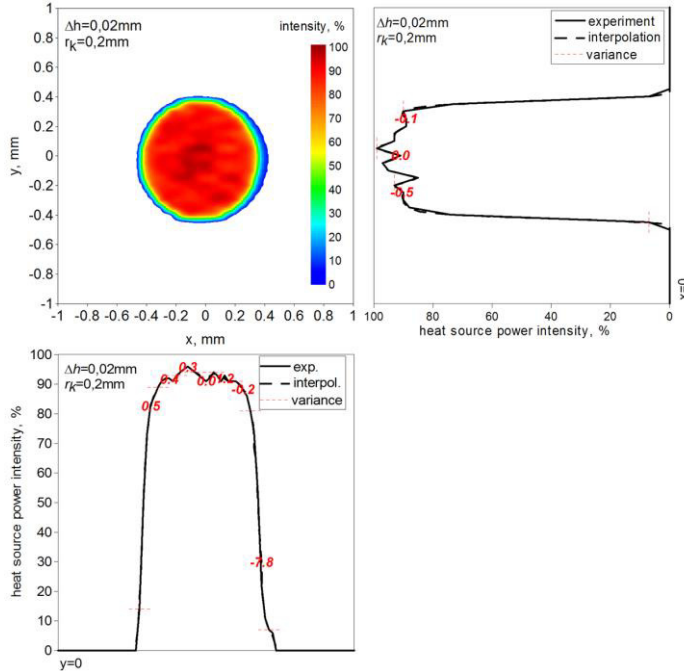 Δh=0,02mm
r_k=0,2mm
intensity, %
100
90
80
70
60
50
40
30
20
10
0
1
0.8
0.6
0.4
0.2
0
-0.2
-0.4
-0.6
-0.8
-1
y, mm
-1 -0.8 -0.6 -0.4 -0.2 0 0.2 0.4 0.6 0.8 1
x, mm
Δh=0,02mm
r_k=0,2mm
experiment
interpolation
variance
-0.1
0.0
-0.5
100 80 60 40 20 0
heat source power intensity, %
x=0
Δh=0,02mm
r_k=0,2mm
exp.
interpol.
variance
100
90
80
70
60
50
40
30
20
10
0
heat source power intensity, %
0.5
0.4
0.3
0.0
1.2
-0.2
-7.8
y=0